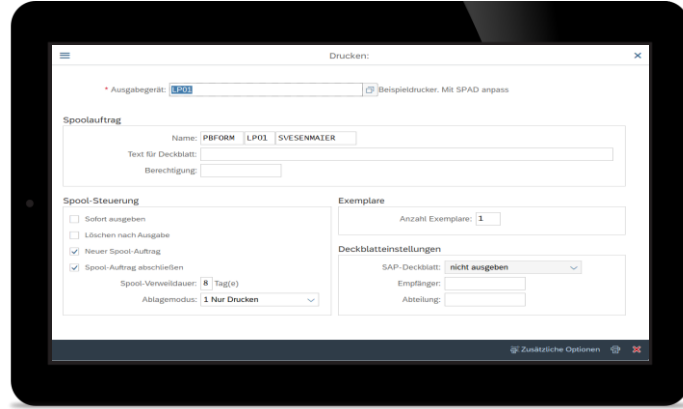 Drucken:
* Ausgabegerät: LP01 Beispieldrucker. Mit SPAD anpass
Spoolauftrag
Name: PBFORM LP01 SVESENMAIER
Text für Deckblatt:
Berechtigung:
Spool-Steuerung
Sofort ausgeben
Löschen nach Ausgabe
Neuer Spool-Auftrag
Spool-Auftrag abschließen
Spool-Verweildauer: 8 Tag(e)
Ablagemodus: 1 Nur Drucken
Exemplare
Anzahl Exemplare: 1
Deckblatteinstellungen
SAP-Deckblatt: nicht ausgeben
Empfänger:
Abteilung:
Zusätzliche Optionen